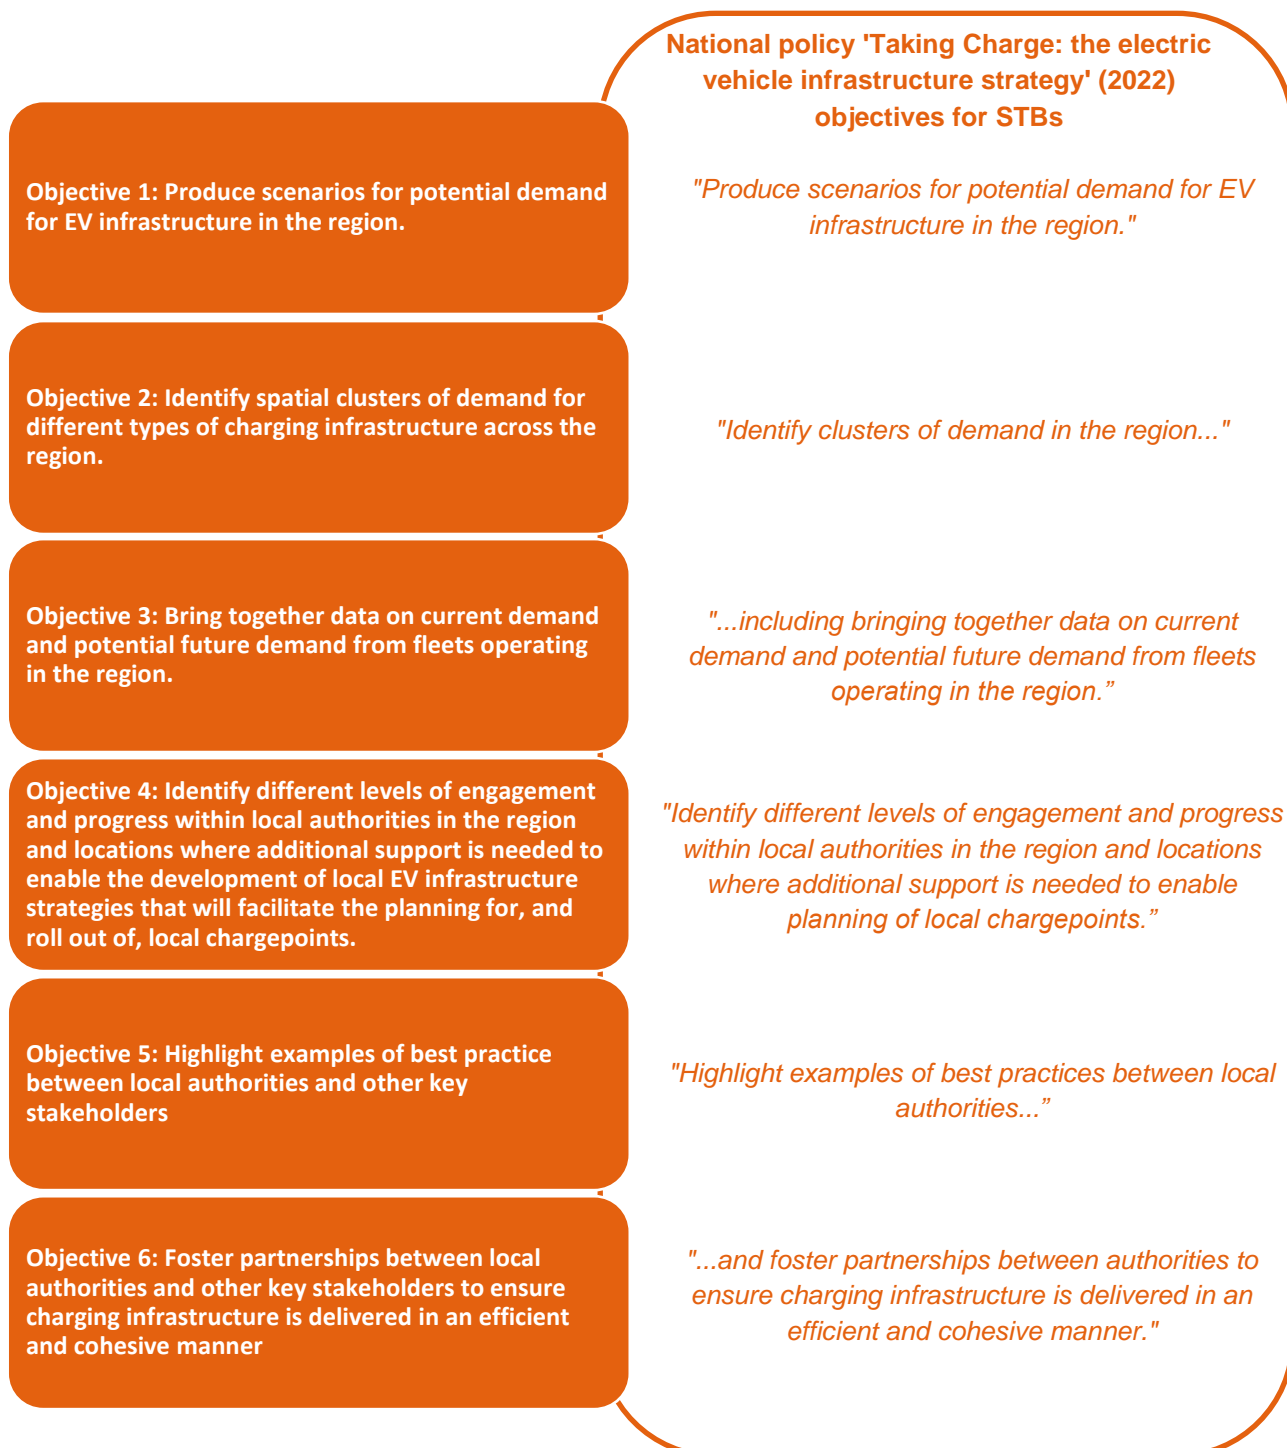 National policy 'Taking Charge: the electric
vehicle infrastructure strategy' (2022)
objectives for STBs
Objective 1: Produce scenarios for potential demand
for EV infrastructure in the region.
"Produce scenarios for potential demand for EV
infrastructure in the region."
Objective 2: Identify spatial clusters of demand for
different types of charging infrastructure across the
region.
"Identify clusters of demand in the region..."
Objective 3: Bring together data on current demand
and potential future demand from fleets operating
in the region.
"...including bringing together data on current
demand and potential future demand from fleets
operating in the region.”
Objective 4: Identify different levels of engagement
and progress within local authorities in the region
and locations where additional support is needed to
enable the development of local EV infrastructure
strategies that will facilitate the planning for, and
roll out of, local chargepoints.
"Identify different levels of engagement and progress
within local authorities in the region and locations
where additional support is needed to enable
planning of local chargepoints.”
Objective 5: Highlight examples of best practice
between local authorities and other key
stakeholders
"Highlight examples of best practices between local
authorities...”
Objective 6: Foster partnerships between local
authorities and other key stakeholders to ensure
charging infrastructure is delivered in an efficient
and cohesive manner
"...and foster partnerships between authorities to
ensure charging infrastructure is delivered in an
efficient and cohesive manner."